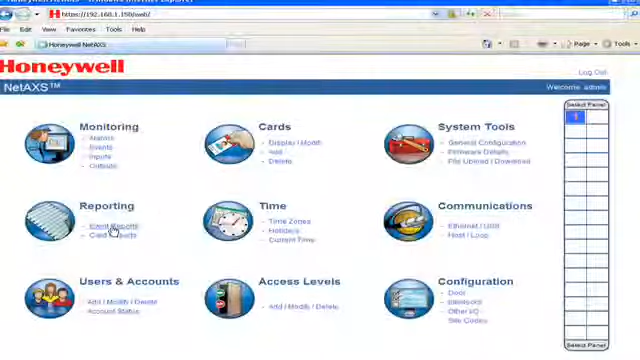 https://192.168.1.150/web/
File Edit View Favorites Tools Help
Honeywell NetAXS
Page Tools
Honeywell
Log Out
NetAXS™
Welcome admin
Select Panel
1
Monitoring
- Alarms
- Events
- Inputs
- Outputs
Cards
- Display / Modify
- Add
- Delete
System Tools
- General Configuration
- Firmware Details
- File Upload / Download
Reporting
- Event Reports
- Card Reports
Time
- Time Zones
- Holidays
- Current Time
Communications
- Ethernet / USB
- Host / Loop
Users & Accounts
- Add / Modify / Delete
- Account Status
Access Levels
- Add / Modify / Delete
Configuration
- Door
- Interlocks
- Other I/O
- Site Codes
Select Panel